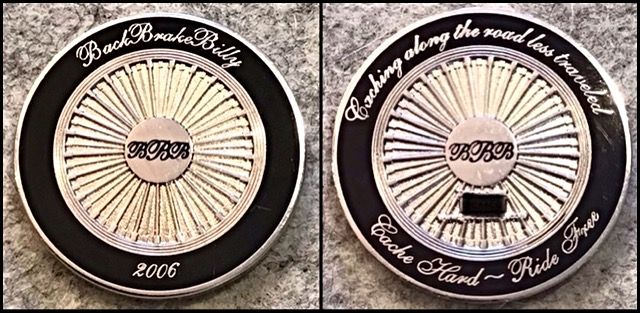 BackBrakeBilly
BBB
2006
Caching along the road less traveled
BBB
Cache Hard ~ Ride Free